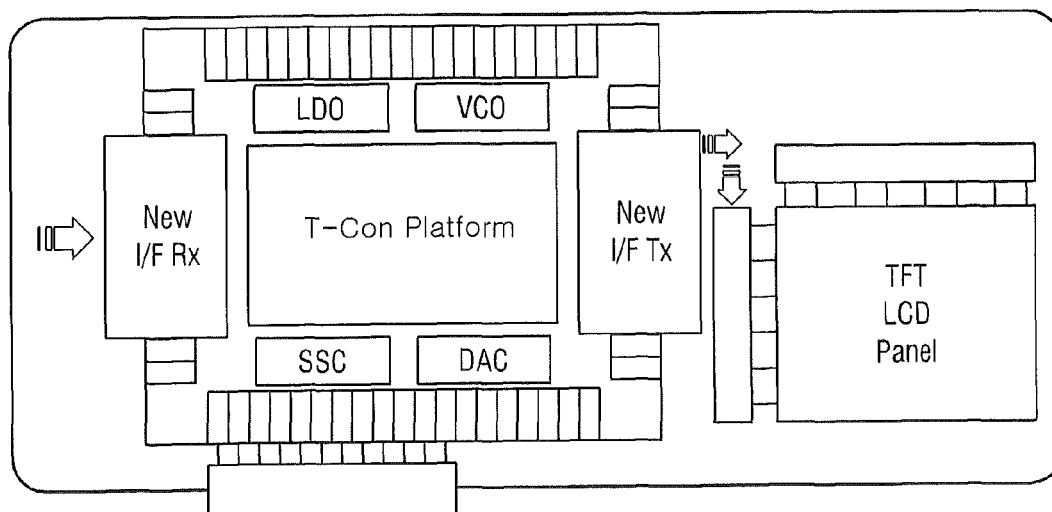 LDO
VCO
New
I/F Rx
T-Con Platform
New
I/F Tx
SSC
DAC
TFT
LCD
Panel